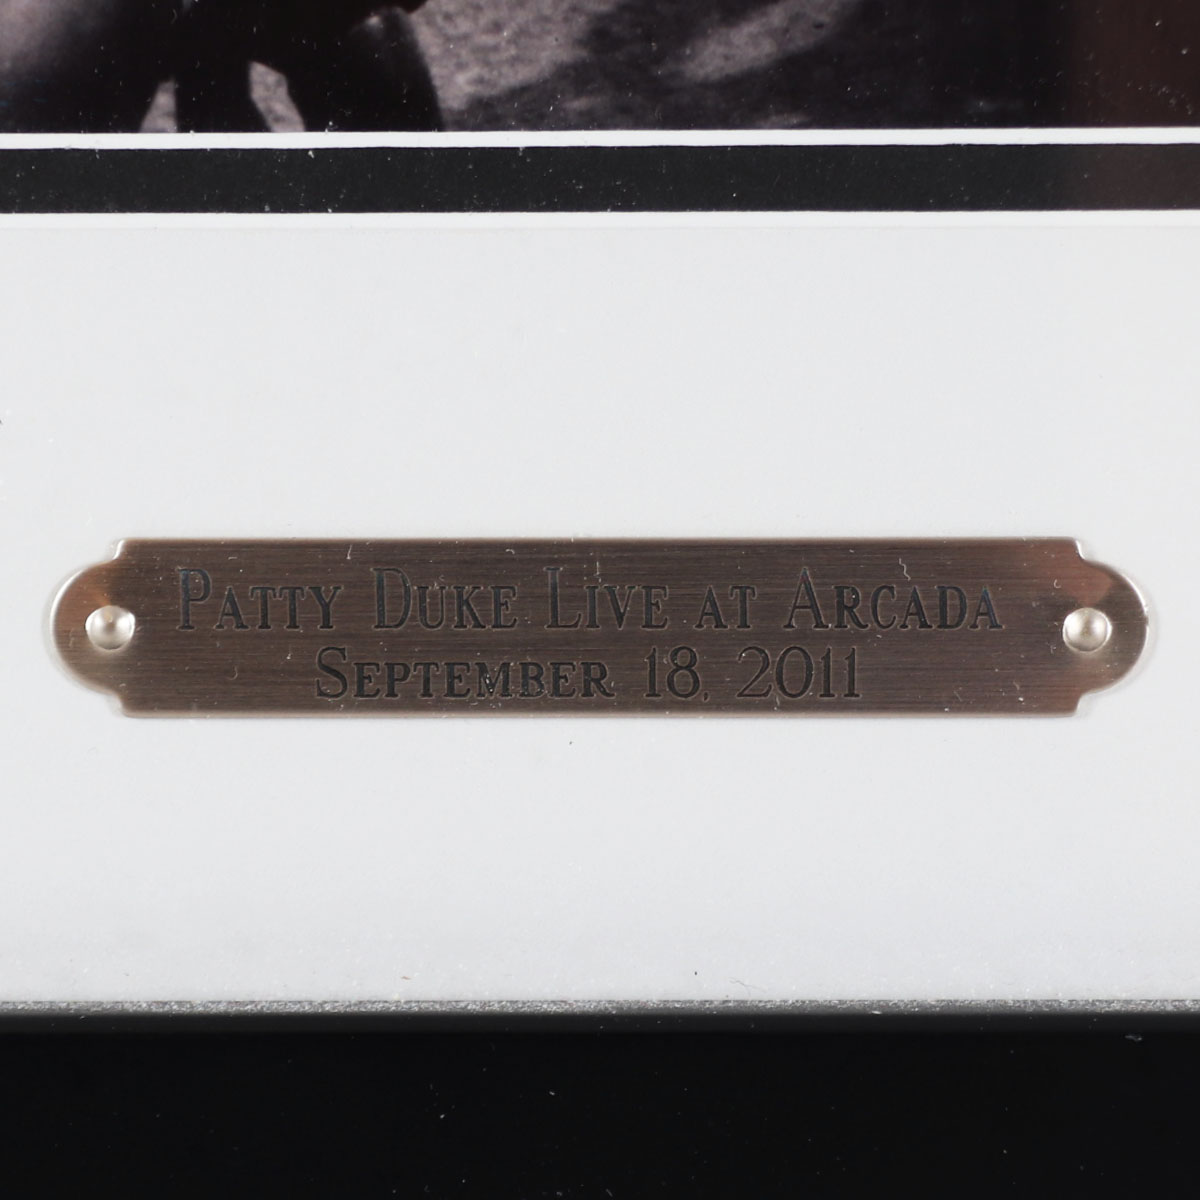 Patty Duke Live at Arcada
September 18, 2011